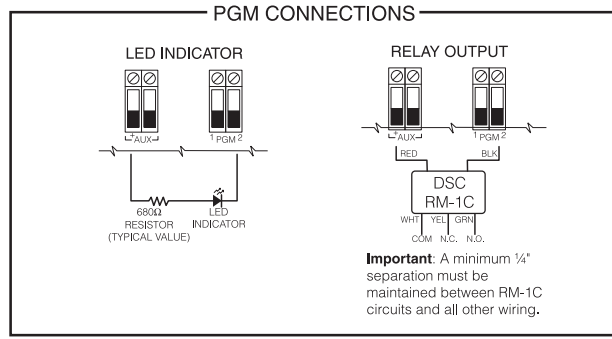 PGM CONNECTIONS
LED INDICATOR
+ AUX -
1 PGM 2
680Ω
RESISTOR
(TYPICAL VALUE)
LED
INDICATOR
RELAY OUTPUT
+ AUX -
1 PGM 2
RED
BLK
DSC
RM-1C
WHT YEL GRN
COM N.C. N.O.
Important: A minimum ¼"
separation must be
maintained between RM-1C
circuits and all other wiring.